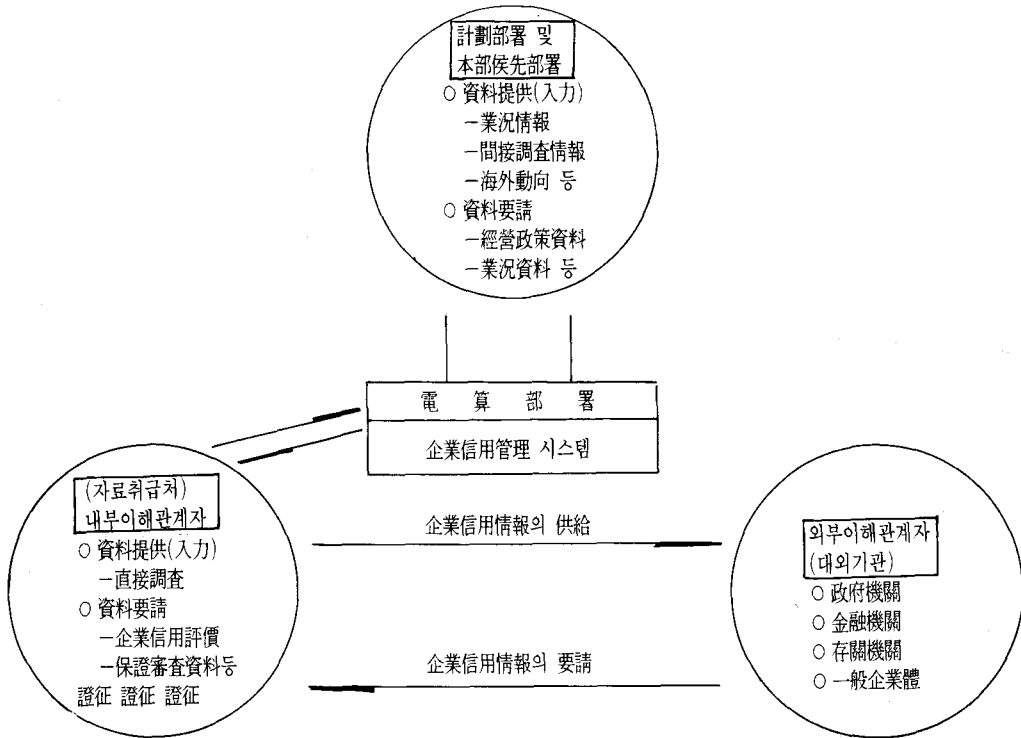 計劃部署 및
本部侯先部署
○ 資料提供(入力)
－業況情報
－間接調査情報
－海外動向 등
○ 資料要請
－經營政策資料
－業況資料 등
電算部署
企業信用管理 시스템
(자료취급처)
내부이해관계자
○ 資料提供(入力)
－直接調査
○ 資料要請
－企業信用評價
－保證審査資料등
證征 證征 證征
企業信用情報의 供給
企業信用情報의 要請
외부이해관계자
(대외기관)
○ 政府機關
○ 金融機關
○ 存關機關
○ 一般企業體